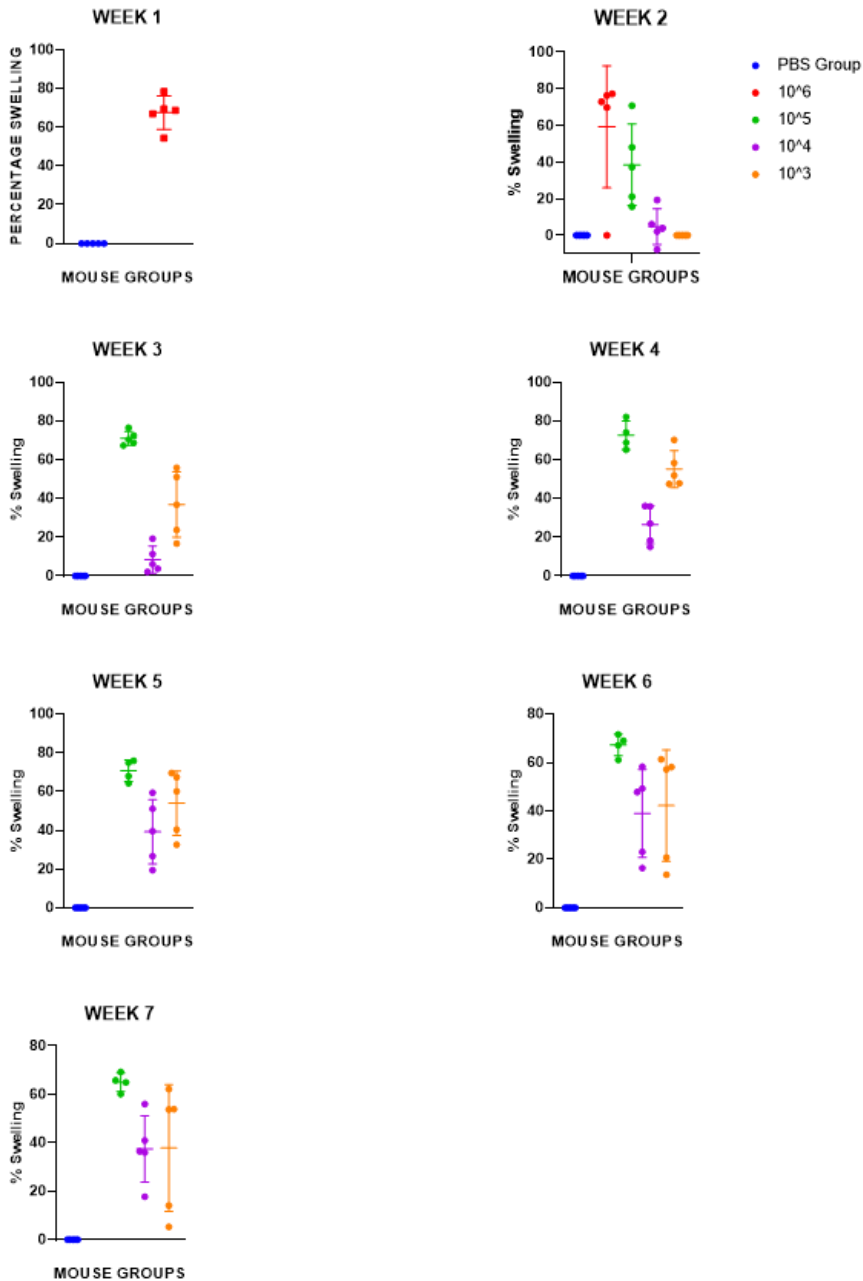 WEEK 1
PERCENTAGE SWELLING
100
80
60
40
20
0
MOUSE GROUPS
WEEK 2
% Swelling
100
80
60
40
20
0
MOUSE GROUPS
PBS Group
10^6
10^5
10^4
10^3
WEEK 3
% Swelling
100
80
60
40
20
0
MOUSE GROUPS
WEEK 4
% Swelling
100
80
60
40
20
0
MOUSE GROUPS
WEEK 5
% Swelling
100
80
60
40
20
0
MOUSE GROUPS
WEEK 6
% Swelling
80
60
40
20
0
MOUSE GROUPS
WEEK 7
% Swelling
80
60
40
20
0
MOUSE GROUPS